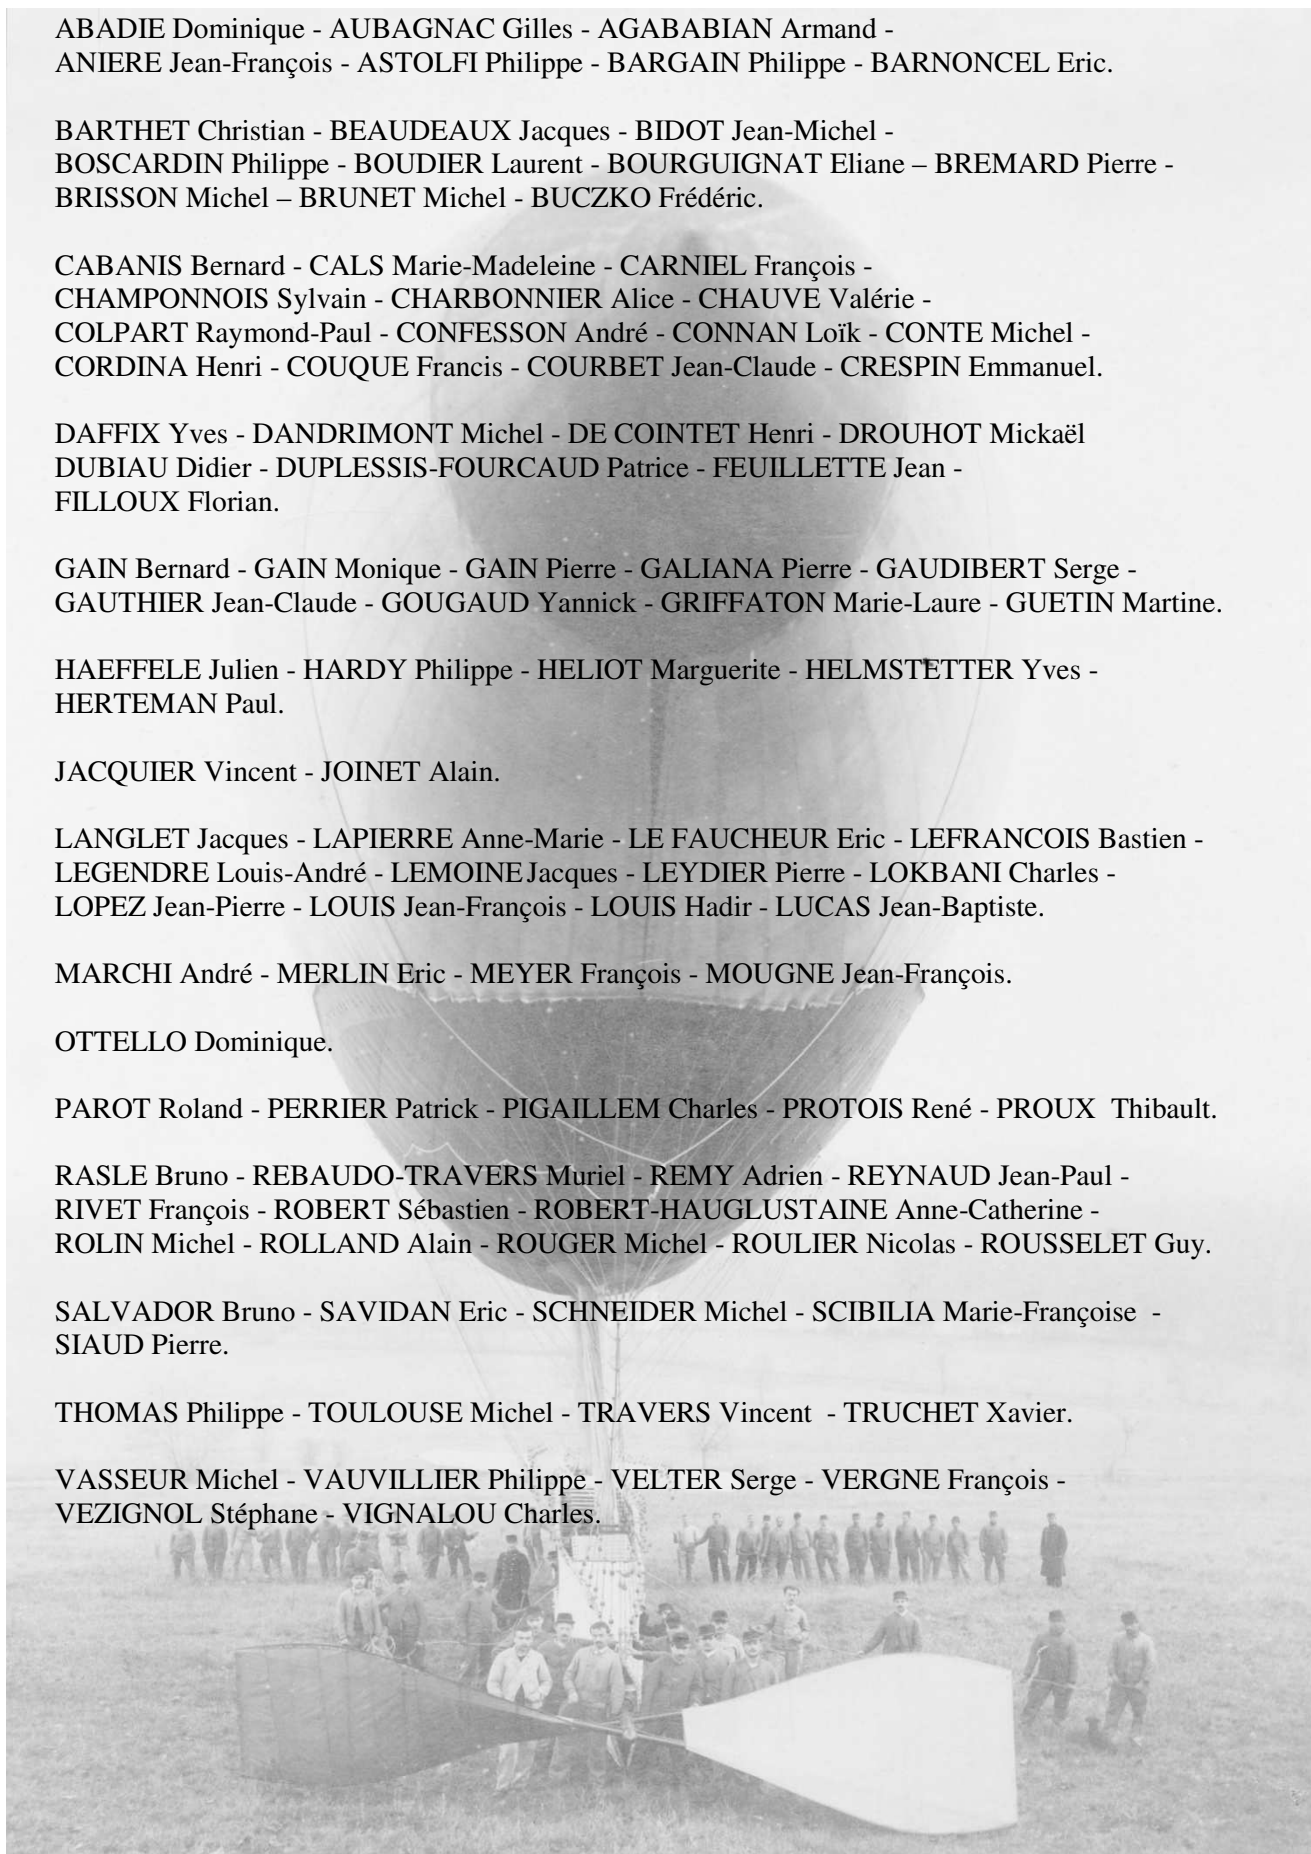 ABADIE Dominique - AUBAGNAC Gilles - AGABABIAN Armand -
ANIERE Jean-François - ASTOLFI Philippe - BARGAIN Philippe - BARNONCEL Eric.
BARTHET Christian - BEAUDEAUX Jacques - BIDOT Jean-Michel -
BOSCARDIN Philippe - BOUDIER Laurent - BOURGUIGNAT Eliane – BREMARD Pierre -
BRISSON Michel – BRUNET Michel - BUCZKO Frédéric.
CABANIS Bernard - CALS Marie-Madeleine - CARNIEL François -
CHAMPONNOIS Sylvain - CHARBONNIER Alice - CHAUVE Valérie -
COLPART Raymond-Paul - CONFESSON André - CONNAN Loïk - CONTE Michel -
CORDINA Henri - COUQUE Francis - COURBET Jean-Claude - CRESPIN Emmanuel.
DAFFIX Yves - DANDRIMONT Michel - DE COINTET Henri - DROUHOT Mickaël
DUBIAU Didier - DUPLESSIS-FOURCAUD Patrice - FEUILLETTE Jean -
FILLOUX Florian.
GAIN Bernard - GAIN Monique - GAIN Pierre - GALIANA Pierre - GAUDIBERT Serge -
GAUTHIER Jean-Claude - GOUGAUD Yannick - GRIFFATON Marie-Laure - GUETIN Martine.
HAEFFELE Julien - HARDY Philippe - HELIOT Marguerite - HELMSTETTER Yves -
HERTEMAN Paul.
JACQUIER Vincent - JOINET Alain.
LANGLET Jacques - LAPIERRE Anne-Marie - LE FAUCHEUR Eric - LEFRANCOIS Bastien -
LEGENDRE Louis-André - LEMOINE Jacques - LEYDIER Pierre - LOKBANI Charles -
LOPEZ Jean-Pierre - LOUIS Jean-François - LOUIS Hadir - LUCAS Jean-Baptiste.
MARCHI André - MERLIN Eric - MEYER François - MOUGNE Jean-François.
OTTELLO Dominique.
PAROT Roland - PERRIER Patrick - PIGAILLEM Charles - PROTOIS René - PROUX  Thibault.
RASLE Bruno - REBAUDO-TRAVERS Muriel - REMY Adrien - REYNAUD Jean-Paul -
RIVET François - ROBERT Sébastien - ROBERT-HAUGLUSTAINE Anne-Catherine -
ROLIN Michel - ROLLAND Alain - ROUGER Michel - ROULIER Nicolas - ROUSSELET Guy.
SALVADOR Bruno - SAVIDAN Eric - SCHNEIDER Michel - SCIBILIA Marie-Françoise  -
SIAUD Pierre.
THOMAS Philippe - TOULOUSE Michel - TRAVERS Vincent  - TRUCHET Xavier.
VASSEUR Michel - VAUVILLIER Philippe - VELTER Serge - VERGNE François -
VEZIGNOL Stéphane - VIGNALOU Charles.